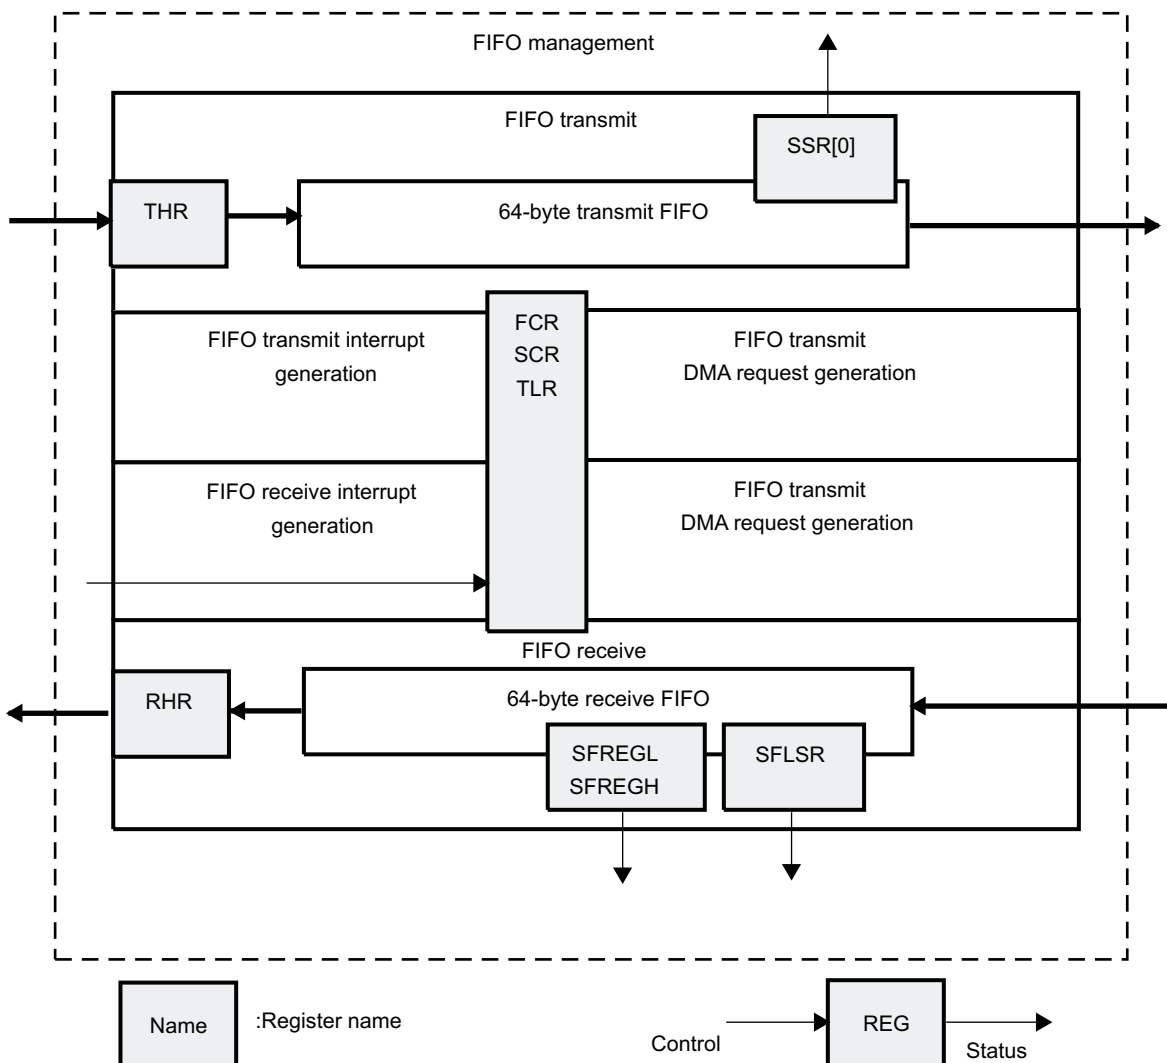 FIFO management
FIFO transmit
SSR[0]
THR
64-byte transmit FIFO
FIFO transmit interrupt
generation
FCR
SCR
TLR
FIFO transmit
DMA request generation
FIFO receive interrupt
generation
FIFO transmit
DMA request generation
FIFO receive
RHR
64-byte receive FIFO
SFREGL
SFREGH
SFLSR
Name
:Register name
Control
REG
Status